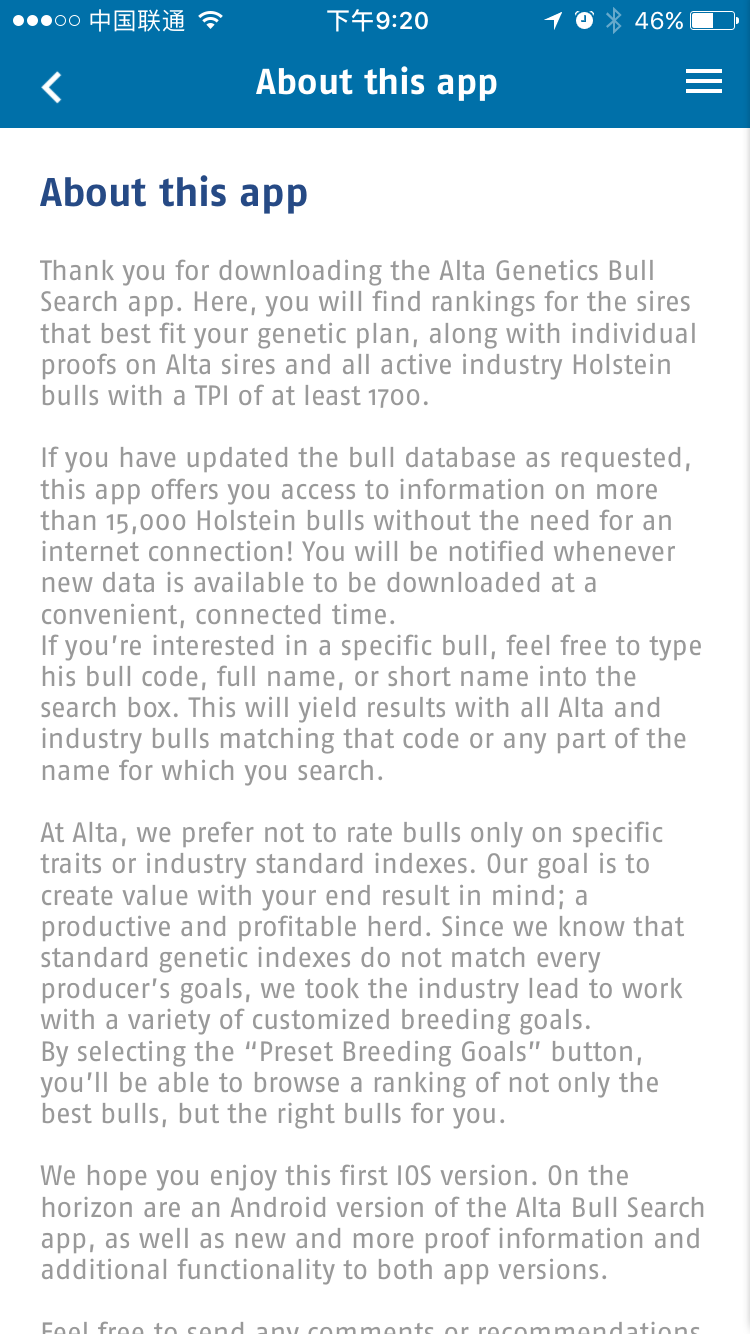 中国联通 下午9:20 46%
About this app
About this app
Thank you for downloading the Alta Genetics Bull
Search app. Here, you will find rankings for the sires
that best fit your genetic plan, along with individual
proofs on Alta sires and all active industry Holstein
bulls with a TPI of at least 1700.
If you have updated the bull database as requested,
this app offers you access to information on more
than 15,000 Holstein bulls without the need for an
internet connection! You will be notified whenever
new data is available to be downloaded at a
convenient, connected time.
If you’re interested in a specific bull, feel free to type
his bull code, full name, or short name into the
search box. This will yield results with all Alta and
industry bulls matching that code or any part of the
name for which you search.
At Alta, we prefer not to rate bulls only on specific
traits or industry standard indexes. Our goal is to
create value with your end result in mind; a
productive and profitable herd. Since we know that
standard genetic indexes do not match every
producer’s goals, we took the industry lead to work
with a variety of customized breeding goals.
By selecting the “Preset Breeding Goals” button,
you’ll be able to browse a ranking of not only the
best bulls, but the right bulls for you.
We hope you enjoy this first IOS version. On the
horizon are an Android version of the Alta Bull Search
app, as well as new and more proof information and
additional functionality to both app versions.
Feel free to send any comments or recommendations